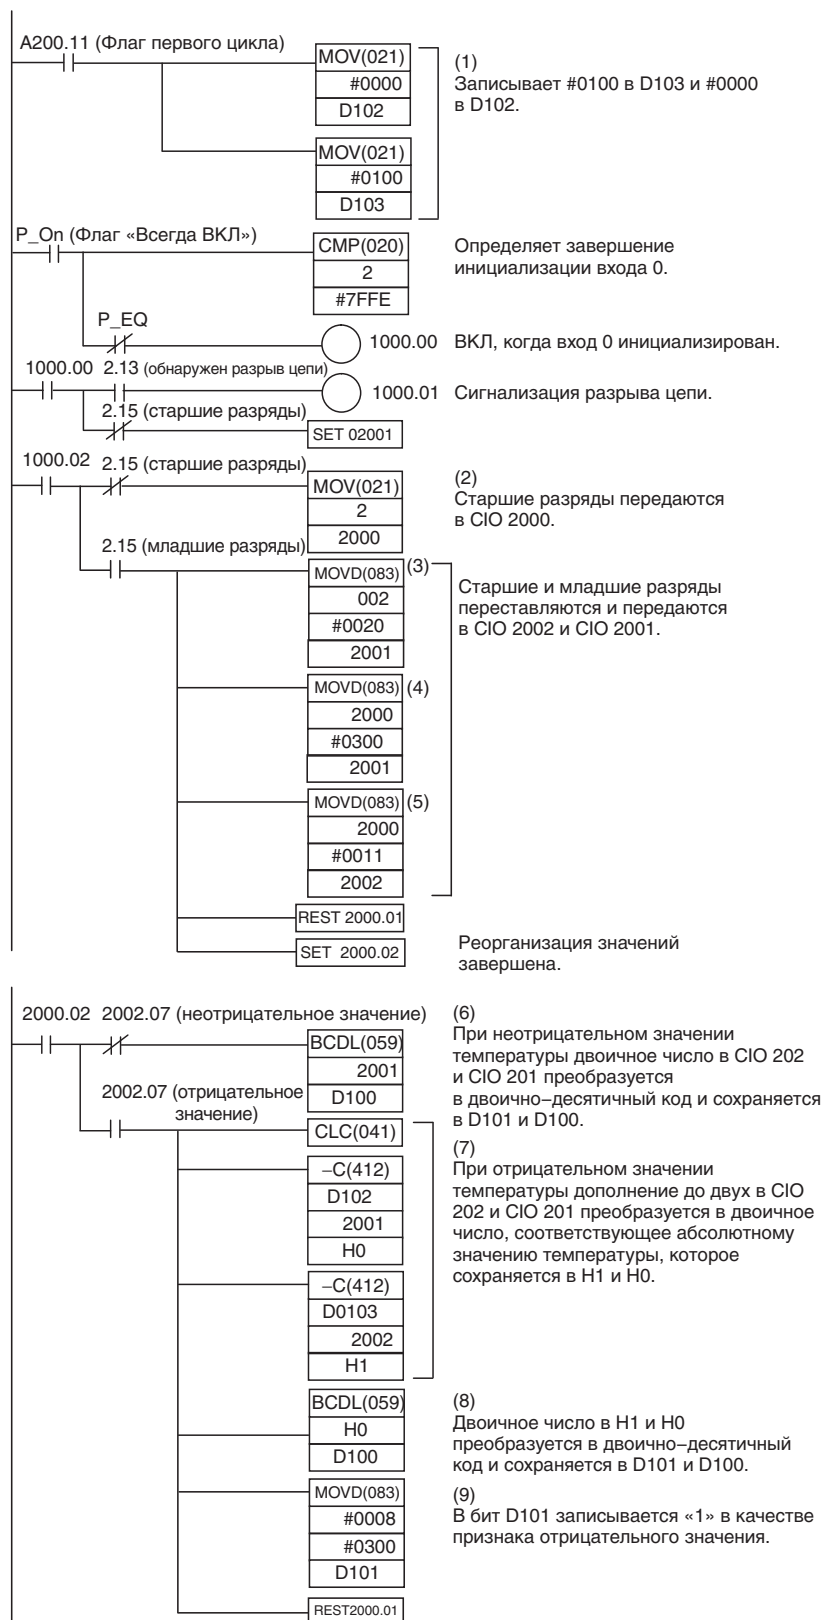 A200.11 (Флаг первого цикла)
MOV(021)
#0000
D102
(1)
Записывает #0100 в D103 и #0000
в D102.
MOV(021)
#0100
D103
P_On (Флаг «Всегда ВКЛ»)
CMP(020)
2
#7FFE
Определяет завершение
инициализации входа 0.
P_EQ
1000.00 ВКЛ, когда вход 0 инициализирован.
1000.00 2.13 (обнаружен разрыв цепи)
1000.01 Сигнализация разрыва цепи.
2.15 (старшие разряды)
SET 02001
1000.02 2.15 (старшие разряды)
MOV(021)
2
2000
(2)
Старшие разряды передаются
в CIO 2000.
2.15 (младшие разряды)
MOVD(083) (3)
002
#0020
2001
Старшие и младшие разряды
переставляются и передаются
в CIO 2002 и CIO 2001.
MOVD(083) (4)
2000
#0300
2001
MOVD(083) (5)
2000
#0011
2002
REST 2000.01
SET 2000.02
Реорганизация значений
завершена.
2000.02 2002.07 (неотрицательное значение)
BCDL(059)
2001
D100
(6)
При неотрицательном значении
температуры двоичное число в CIO 202
и CIO 201 преобразуется
в двоично–десятичный код и сохраняется
в D101 и D100.
2002.07 (отрицательное
значение)
CLC(041)
(7)
При отрицательном значении
температуры дополнение до двух в CIO
202 и CIO 201 преобразуется в двоичное
число, соответствующее абсолютному
значению температуры, которое
сохраняется в H1 и H0.
–C(412)
D102
2001
H0
–C(412)
D0103
2002
H1
BCDL(059)
H0
D100
(8)
Двоичное число в H1 и H0
преобразуется в двоично–десятичный
код и сохраняется в D101 и D100.
MOVD(083)
#0008
#0300
D101
(9)
В бит D101 записывается «1» в качестве
признака отрицательного значения.
REST2000.01